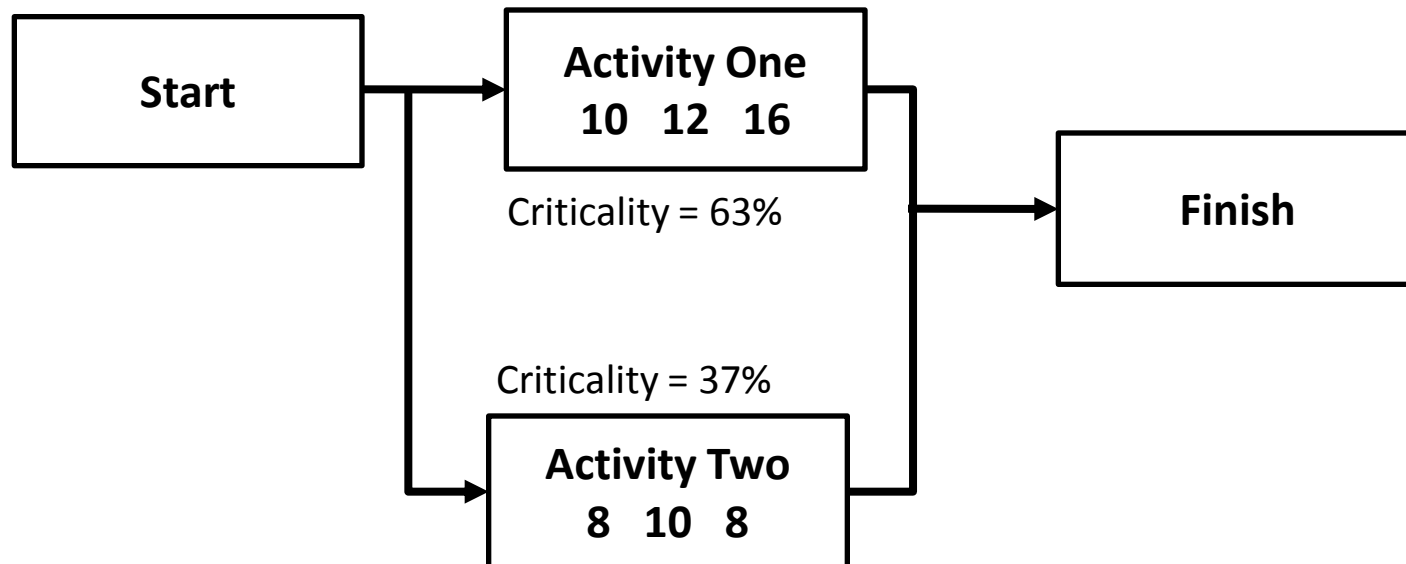 Start
Activity One
10 12 16
Criticality = 63%
Finish
Criticality = 37%
Activity Two
8 10 8